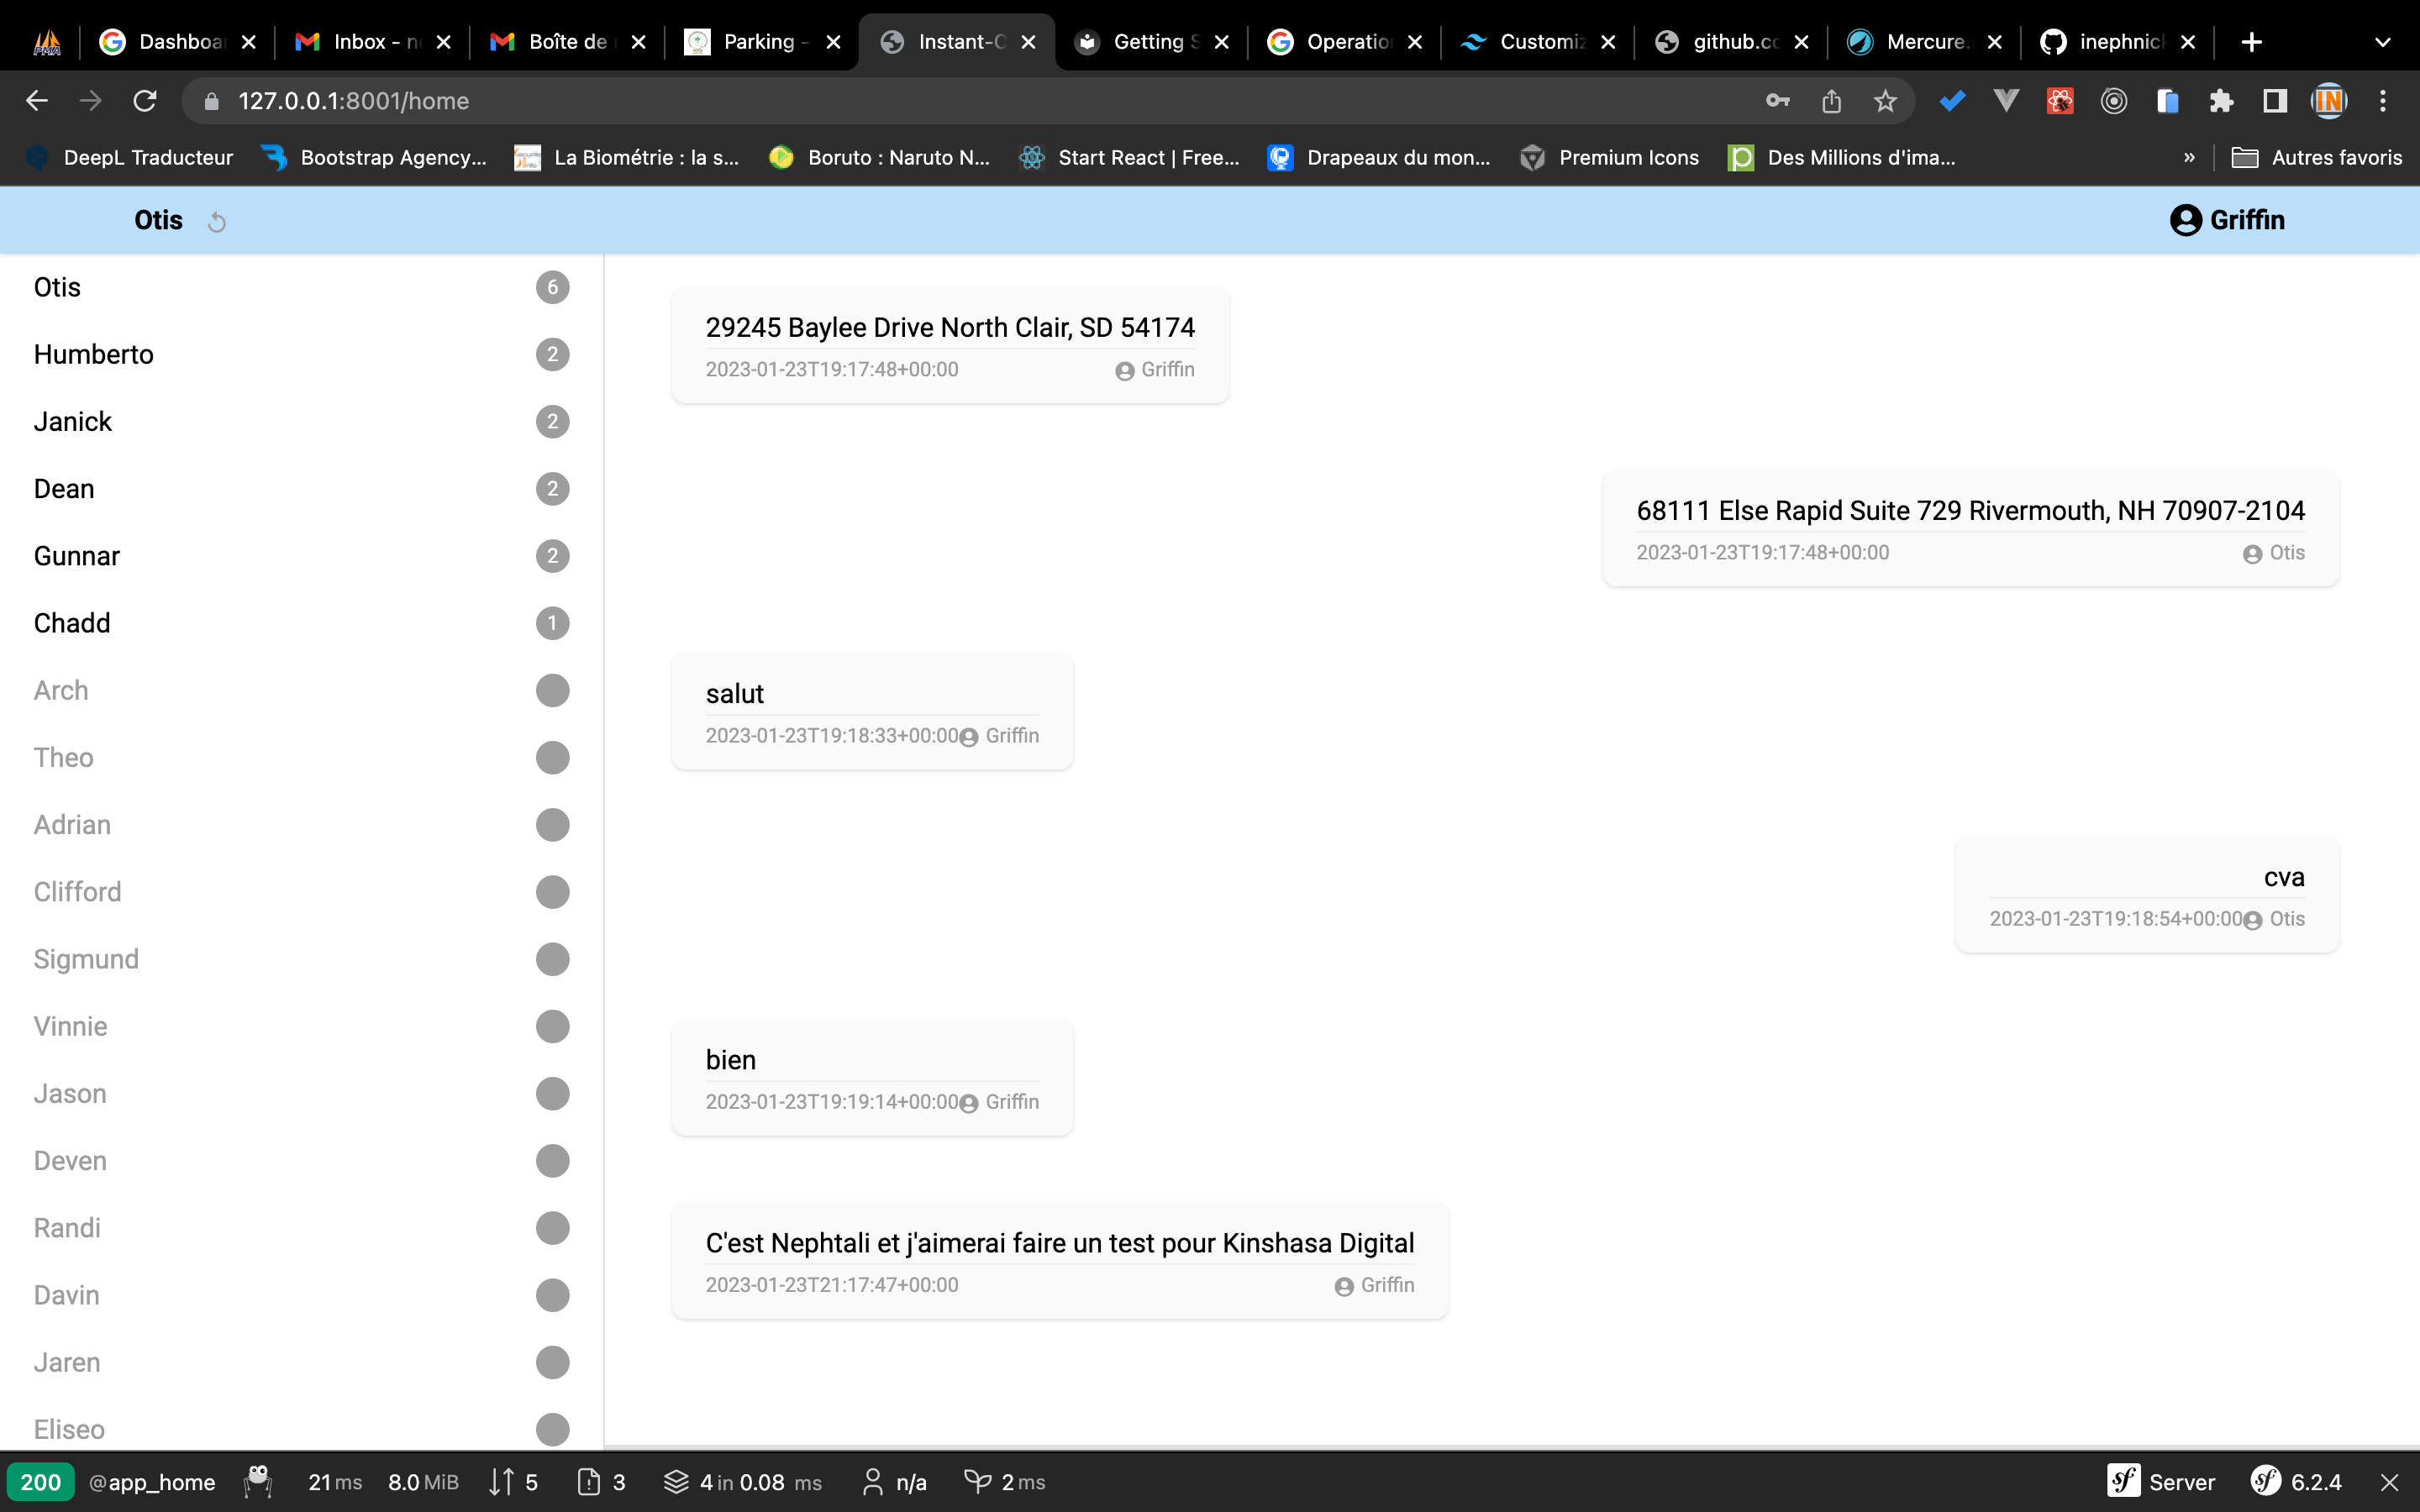 PMA Dashboa Inbox - n Boîte de Parking - Instant-C Getting S Operatio Customiz github.co Mercure. inephnick
127.0.0.1:8001/home
DeepL Traducteur Bootstrap Agency... La Biométrie : la s... Boruto : Naruto N... Start React | Free... Drapeaux du mon... Premium Icons Des Millions d'ima... » Autres favoris
Otis
Griffin
Otis 6
Humberto 2
Janick 2
Dean 2
Gunnar 2
Chadd 1
Arch
Theo
Adrian
Clifford
Sigmund
Vinnie
Jason
Deven
Randi
Davin
Jaren
Eliseo
29245 Baylee Drive North Clair, SD 54174
2023-01-23T19:17:48+00:00 Griffin
68111 Else Rapid Suite 729 Rivermouth, NH 70907-2104
2023-01-23T19:17:48+00:00 Otis
salut
2023-01-23T19:18:33+00:00 Griffin
cva
2023-01-23T19:18:54+00:00 Otis
bien
2023-01-23T19:19:14+00:00 Griffin
C'est Nephtali et j'aimerai faire un test pour Kinshasa Digital
2023-01-23T21:17:47+00:00 Griffin
200 @app_home 21 ms 8.0 MiB 5 3 4 in 0.08 ms n/a 2 ms sf Server sf 6.2.4